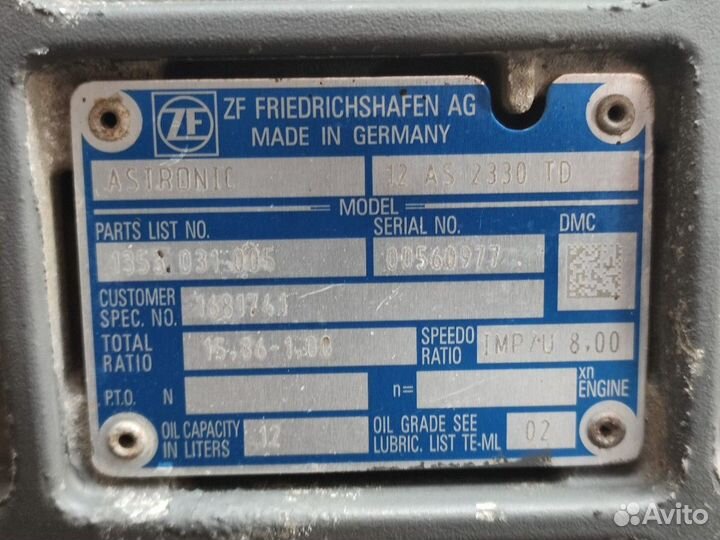 ZF FRIEDRICHSHAFEN AG
MADE IN GERMANY
ASTRONIC 12 AS 2330 TD
MODEL
PARTS LIST NO. SERIAL NO. DMC
1353 031 005 00560977
CUSTOMER SPEC. NO. 1681761
TOTAL RATIO 15.86-1.00 SPEEDO RATIO IMP/U 8.00
P.T.O. N n= xn ENGINE
OIL CAPACITY IN LITERS 12 OIL GRADE SEE LUBRIC. LIST TE-ML 02
Avito